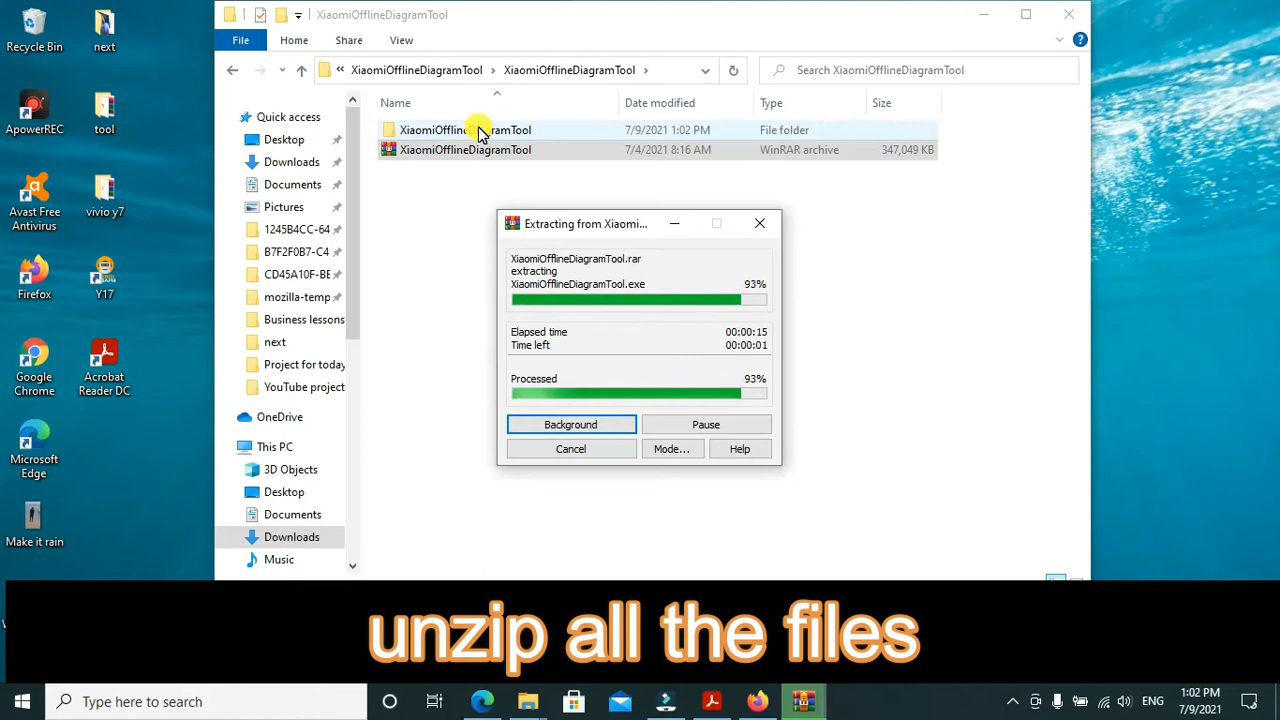 Recycle Bin
next
ApowerREC
tool
Avast Free
Antivirus
vivio y7
Firefox
Y17
Google
Chrome
Acrobat
Reader DC
Microsoft
Edge
Make it rain
XiaomiOfflineDiagramTool
File
Home
Share
View
XiaomiOfflineDiagramTool
XiaomiOfflineDiagramTool
Search XiaomiOfflineDiagramTool
Quick access
Desktop
Downloads
Documents
Pictures
1245B4CC-64
B7F2F0B7-C4
CD45A10F-BE
mozilla-temp
Business lessons
next
Project for today
YouTube project
OneDrive
This PC
3D Objects
Desktop
Documents
Downloads
Music
Name Date modified Type Size
XiaomiOfflineDiagramTool 7/9/2021 1:02 PM File folder
XiaomiOfflineDiagramTool 7/4/2021 8:16 AM WinRAR archive 347,049 KB
Extracting from Xiaomi...
XiaomiOfflineDiagramTool.rar
extracting
XiaomiOfflineDiagramTool.exe 93%
Elapsed time 00:00:15
Time left 00:00:01
Processed 93%
Background Pause
Cancel Mode... Help
unzip all the files
Type here to search
ENG
1:02 PM
7/9/2021